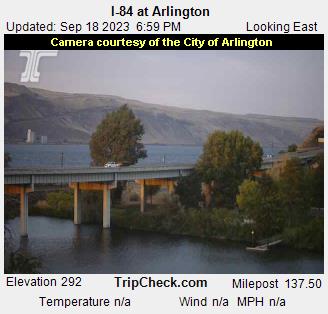 I-84 at Arlington
Updated: Sep 18 2023 6:59 PM Looking East
Camera courtesy of the City of Arlington
Elevation 292 TripCheck.com Milepost 137.50
Temperature n/a Wind n/a MPH n/a